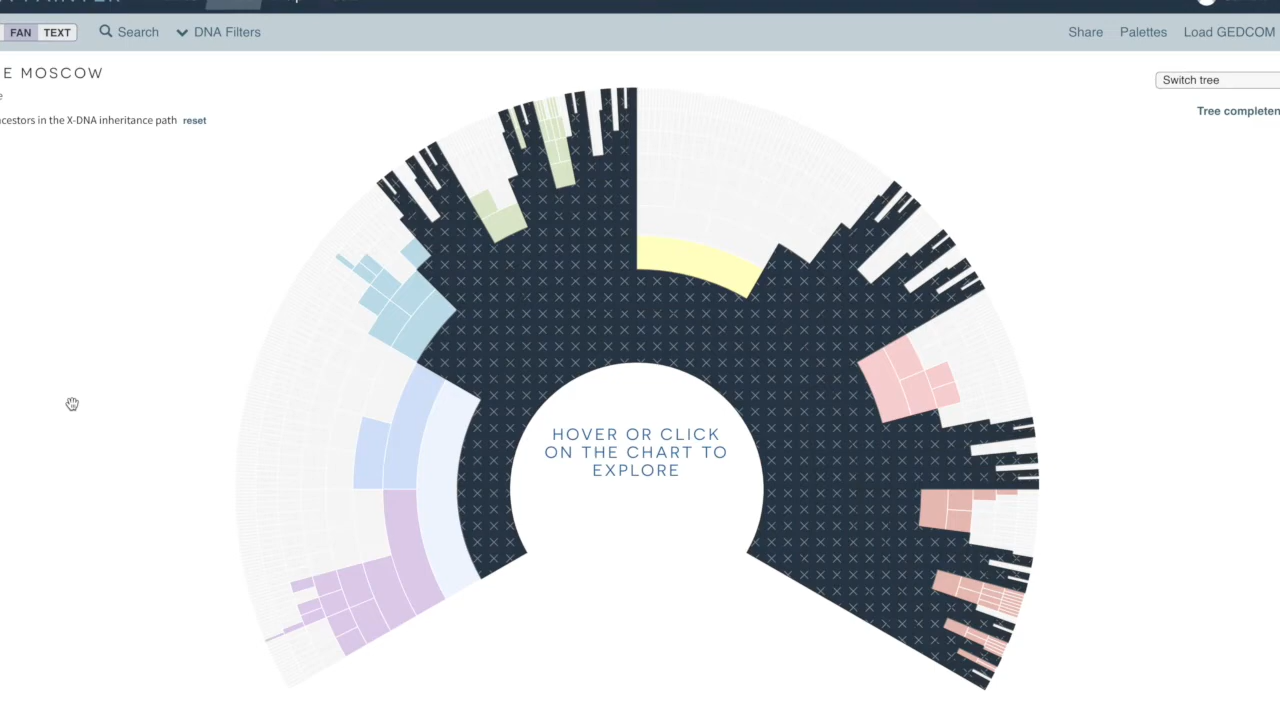 FAN TEXT Search DNA Filters Share Palettes Load GEDCOM
E MOSCOW
Switch tree
e
Tree completen
cestors in the X-DNA inheritance path reset
HOVER OR CLICK
ON THE CHART TO
EXPLORE